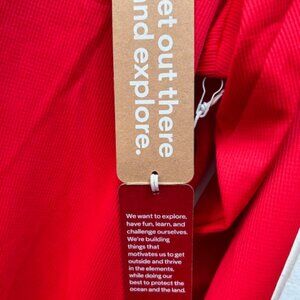 et out there
nd explore.
We want to explore,
have fun, learn, and
challenge ourselves.
We're building
things that
motivates us to get
outside and thrive
in the elements,
while doing our
best to protect the
ocean and the land.